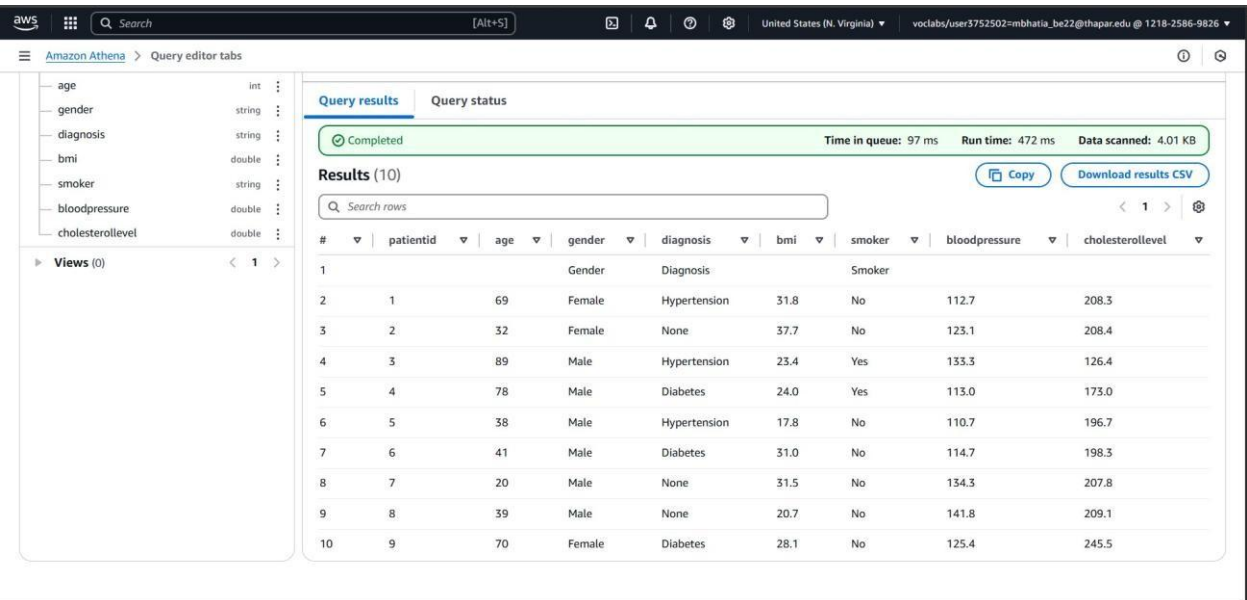 aws Search [Alt+S] United States (N. Virginia) ▼ voclabs/user3752502=mbhatia_be22@thapar.edu @ 1218-2586-9826 ▼
Amazon Athena > Query editor tabs
age int
gender string
diagnosis string
bmi double
smoker string
bloodpressure double
cholesterollevel double
Views (0) < 1 >
Query results Query status
Completed Time in queue: 97 ms Run time: 472 ms Data scanned: 4.01 KB
Results (10) Copy Download results CSV
Search rows < 1 >
# patientid age gender diagnosis bmi smoker bloodpressure cholesterollevel
1 Gender Diagnosis Smoker
2 1 69 Female Hypertension 31.8 No 112.7 208.3
3 2 32 Female None 37.7 No 123.1 208.4
4 3 89 Male Hypertension 23.4 Yes 133.3 126.4
5 4 78 Male Diabetes 24.0 Yes 113.0 173.0
6 5 38 Male Hypertension 17.8 No 110.7 196.7
7 6 41 Male Diabetes 31.0 No 114.7 198.3
8 7 20 Male None 31.5 No 134.3 207.8
9 8 39 Male None 20.7 No 141.8 209.1
10 9 70 Female Diabetes 28.1 No 125.4 245.5